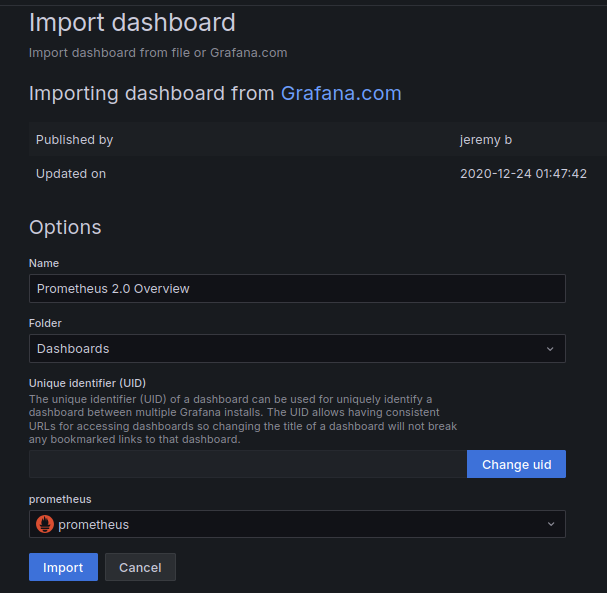 Import dashboard
Import dashboard from file or Grafana.com
Importing dashboard from Grafana.com
Published by jeremy b
Updated on 2020-12-24 01:47:42
Options
Name
Prometheus 2.0 Overview
Folder
Dashboards
Unique identifier (UID)
The unique identifier (UID) of a dashboard can be used for uniquely identify a
dashboard between multiple Grafana installs. The UID allows having consistent
URLs for accessing dashboards so changing the title of a dashboard will not break
any bookmarked links to that dashboard.
Change uid
prometheus
prometheus
Import Cancel